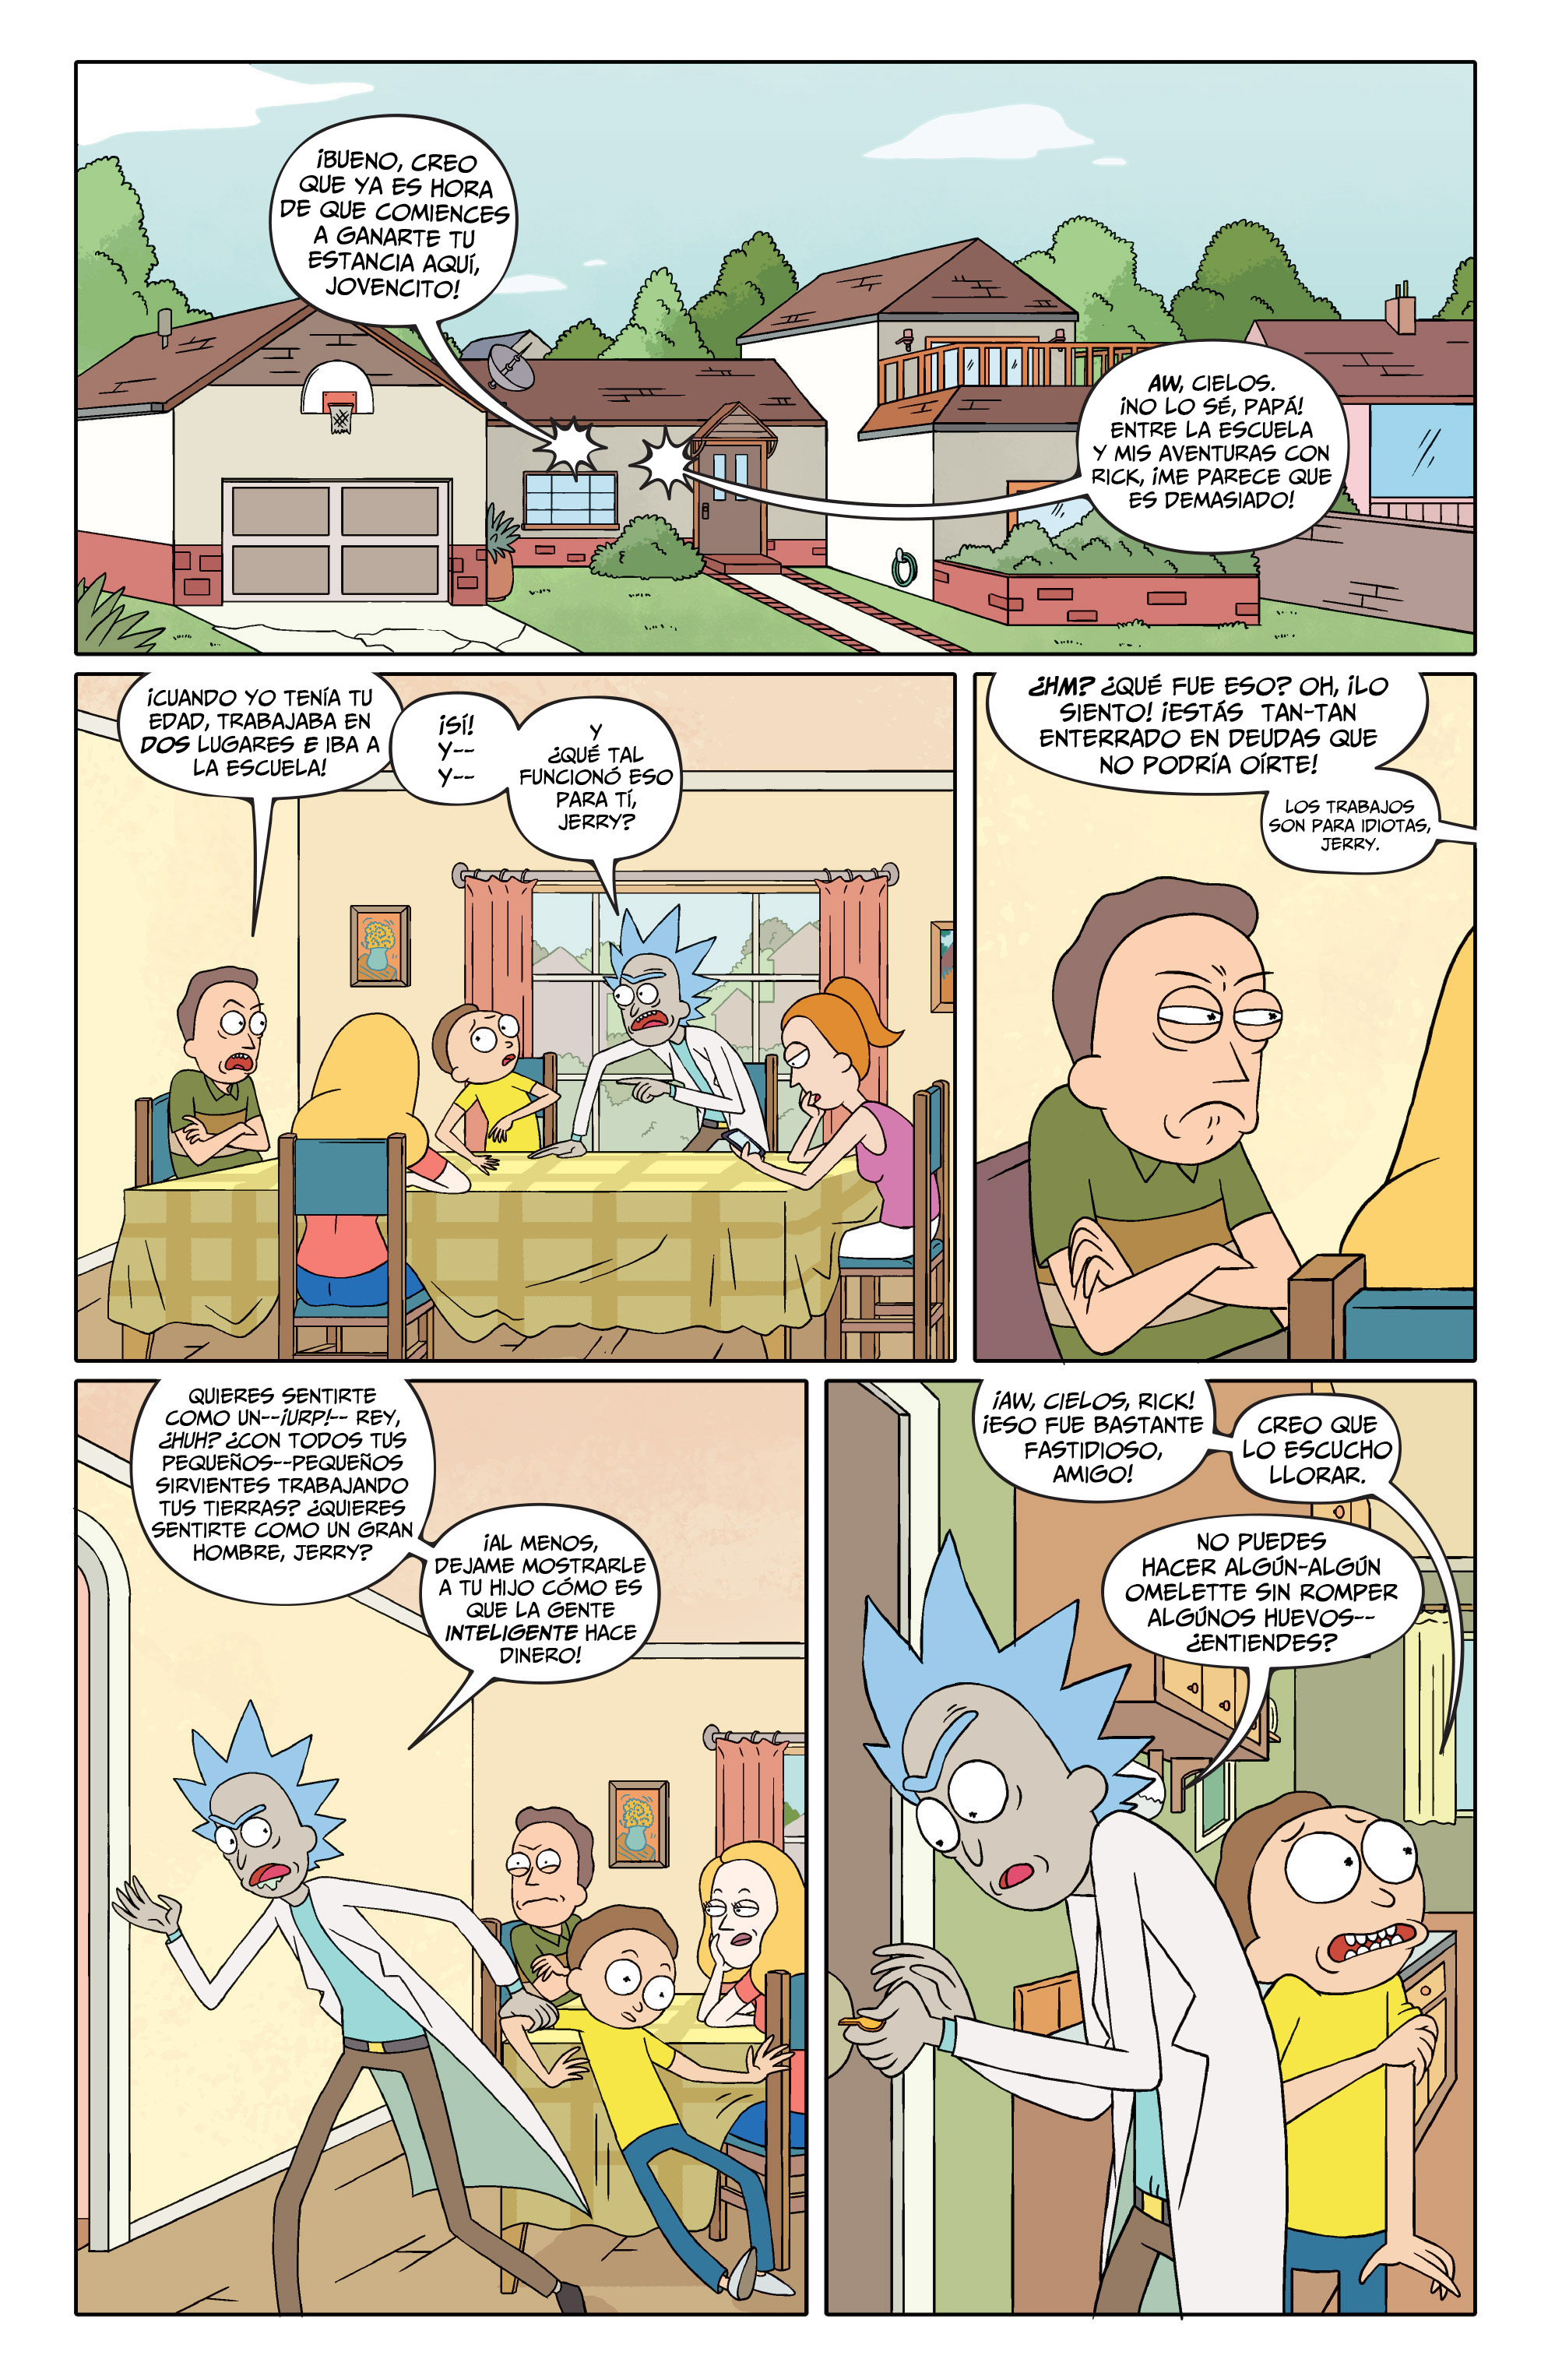 ¡BUENO, CREO
QUE YA ES HORA
DE QUE COMIENCES
A GANARTE TU
ESTANCIA AQUÍ,
JOVENCITO!
AW, CIELOS.
¡NO LO SÉ, PAPÁ!
ENTRE LA ESCUELA
Y MIS AVENTURAS CON
RICK, ¡ME PARECE QUE
ES DEMASIADO!
¡CUANDO YO TENÍA TU
EDAD, TRABAJABA EN
DOS LUGARES E IBA A
LA ESCUELA!
¡SÍ!
Y--
Y--
Y
¿QUÉ TAL
FUNCIONÓ ESO
PARA TÍ,
JERRY?
¿HM? ¿QUÉ FUE ESO? OH, ¡LO
SIENTO! ¡ESTÁS TAN-TAN
ENTERRADO EN DEUDAS QUE
NO PODRÍA OÍRTE!
LOS TRABAJOS
SON PARA IDIOTAS,
JERRY.
QUIERES SENTIRTE
COMO UN--¡URP!-- REY,
¿HUH? ¿CON TODOS TUS
PEQUEÑOS--PEQUEÑOS
SIRVIENTES TRABAJANDO
TUS TIERRAS? ¿QUIERES
SENTIRTE COMO UN GRAN
HOMBRE, JERRY?
¡AL MENOS,
DEJAME MOSTRARLE
A TU HIJO CÓMO ES
QUE LA GENTE
INTELIGENTE HACE
DINERO!
¡AW, CIELOS, RICK!
¡ESO FUE BASTANTE
FASTIDIOSO,
AMIGO!
CREO QUE
LO ESCUCHO
LLORAR.
NO PUEDES
HACER ALGÚN-ALGÚN
OMELETTE SIN ROMPER
ALGÚNOS HUEVOS--
¿ENTIENDES?